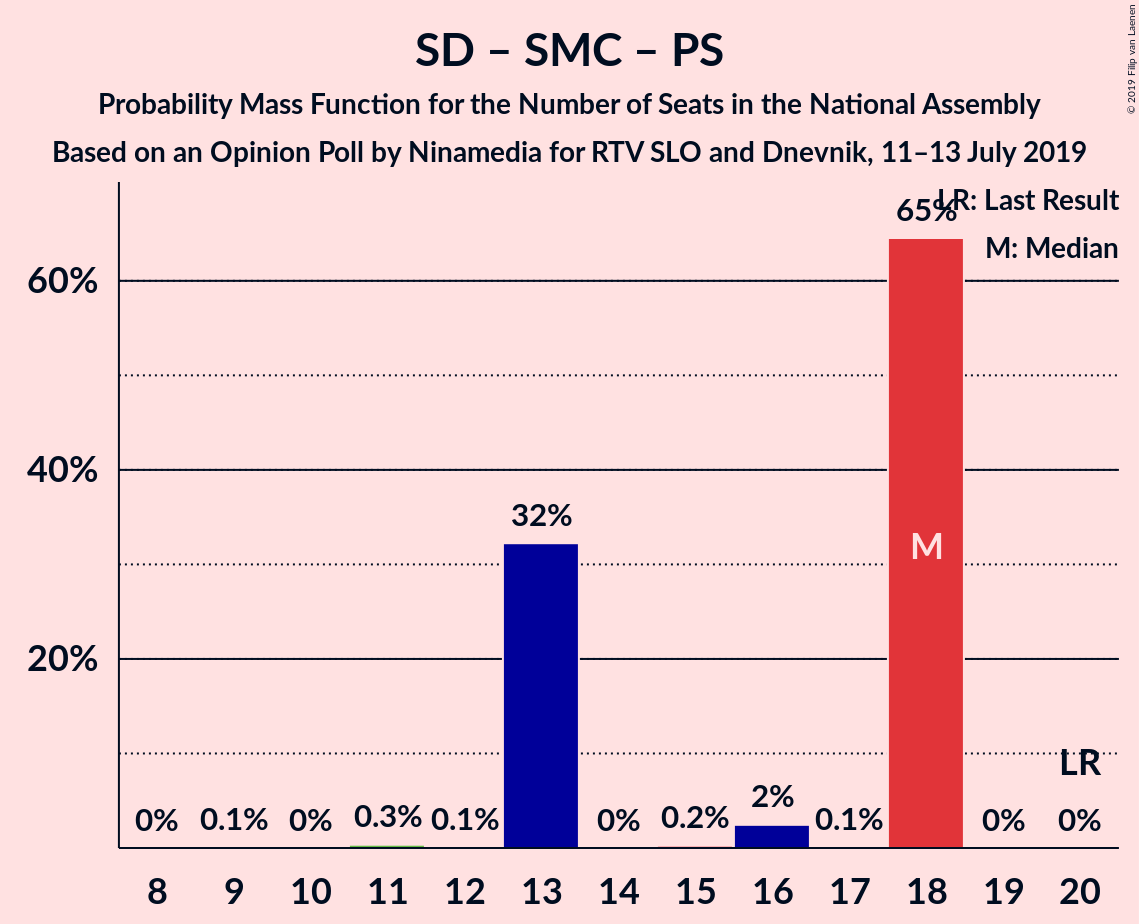 SD – SMC – PS
Probability Mass Function for the Number of Seats in the National Assembly
Based on an Opinion Poll by Ninamedia for RTV SLO and Dnevnik, 11–13 July 2019
© 2019 Filip van Laenen
LR: Last Result
M: Median
65%
60%
40%
32%
M
20%
LR
2%
0% 0.1% 0% 0.3% 0.1% 0% 0.2% 0.1% 0% 0%
8 9 10 11 12 13 14 15 16 17 18 19 20